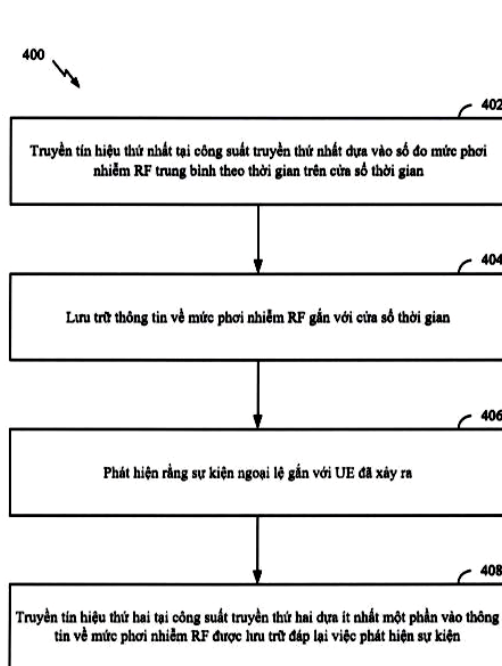 400
402
Truyền tín hiệu thứ nhất tại công suất truyền thứ nhất dựa vào số đo mức phơi
nhiễm RF trung bình theo thời gian trên cửa sổ thời gian
404
Lưu trữ thông tin về mức phơi nhiễm RF gắn với cửa sổ thời gian
406
Phát hiện rằng sự kiện ngoại lệ gắn với UE đã xảy ra
408
Truyền tín hiệu thứ hai tại công suất truyền thứ hai dựa ít nhất một phần vào thông
tin về mức phơi nhiễm RF được lưu trữ đáp lại việc phát hiện sự kiện